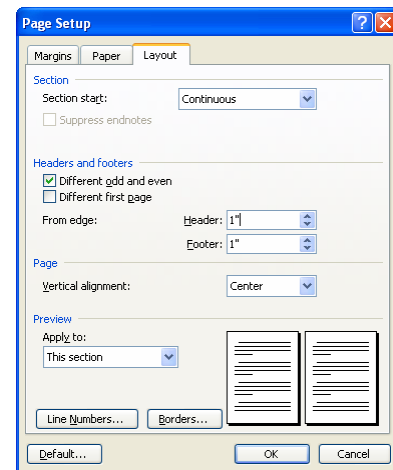 Page Setup
Margins Paper Layout
Section
Section start: Continuous
Suppress endnotes
Headers and footers
Different odd and even
Different first page
From edge: Header: 1"
Footer: 1"
Page
Vertical alignment: Center
Preview
Apply to:
This section
Line Numbers... Borders...
Default... OK Cancel